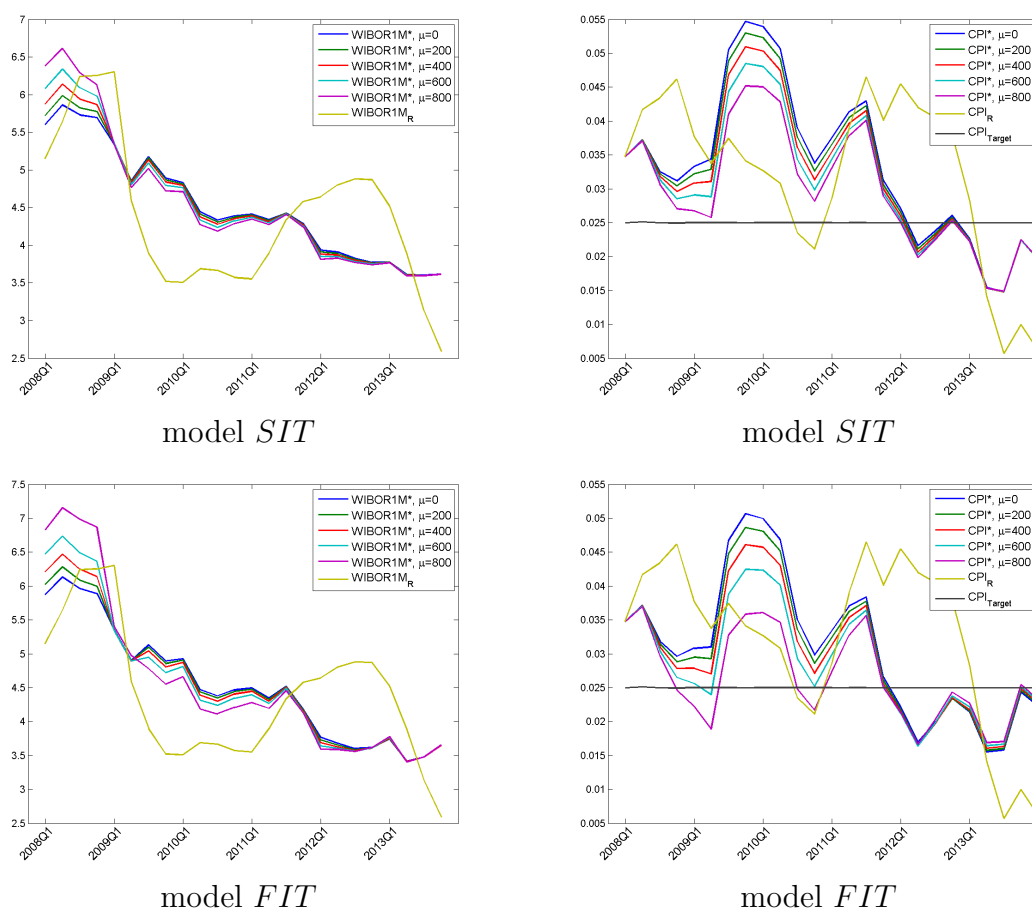 7
6.5
6
5.5
5
4.5
4
3.5
3
2.5
2008Q1
2009Q1
2010Q1
2011Q1
2012Q1
2013Q1
WIBOR1M*, μ=0
WIBOR1M*, μ=200
WIBOR1M*, μ=400
WIBOR1M*, μ=600
WIBOR1M*, μ=800
WIBOR1M_R
model SIT
0.055
0.05
0.045
0.04
0.035
0.03
0.025
0.02
0.015
0.01
0.005
2008Q1
2009Q1
2010Q1
2011Q1
2012Q1
2013Q1
CPI*, μ=0
CPI*, μ=200
CPI*, μ=400
CPI*, μ=600
CPI*, μ=800
CPI_R
CPI_Target
model SIT
7.5
7
6.5
6
5.5
5
4.5
4
3.5
3
2.5
2008Q1
2009Q1
2010Q1
2011Q1
2012Q1
2013Q1
WIBOR1M*, μ=0
WIBOR1M*, μ=200
WIBOR1M*, μ=400
WIBOR1M*, μ=600
WIBOR1M*, μ=800
WIBOR1M_R
model FIT
0.055
0.05
0.045
0.04
0.035
0.03
0.025
0.02
0.015
0.01
0.005
2008Q1
2009Q1
2010Q1
2011Q1
2012Q1
2013Q1
CPI*, μ=0
CPI*, μ=200
CPI*, μ=400
CPI*, μ=600
CPI*, μ=800
CPI_R
CPI_Target
model FIT